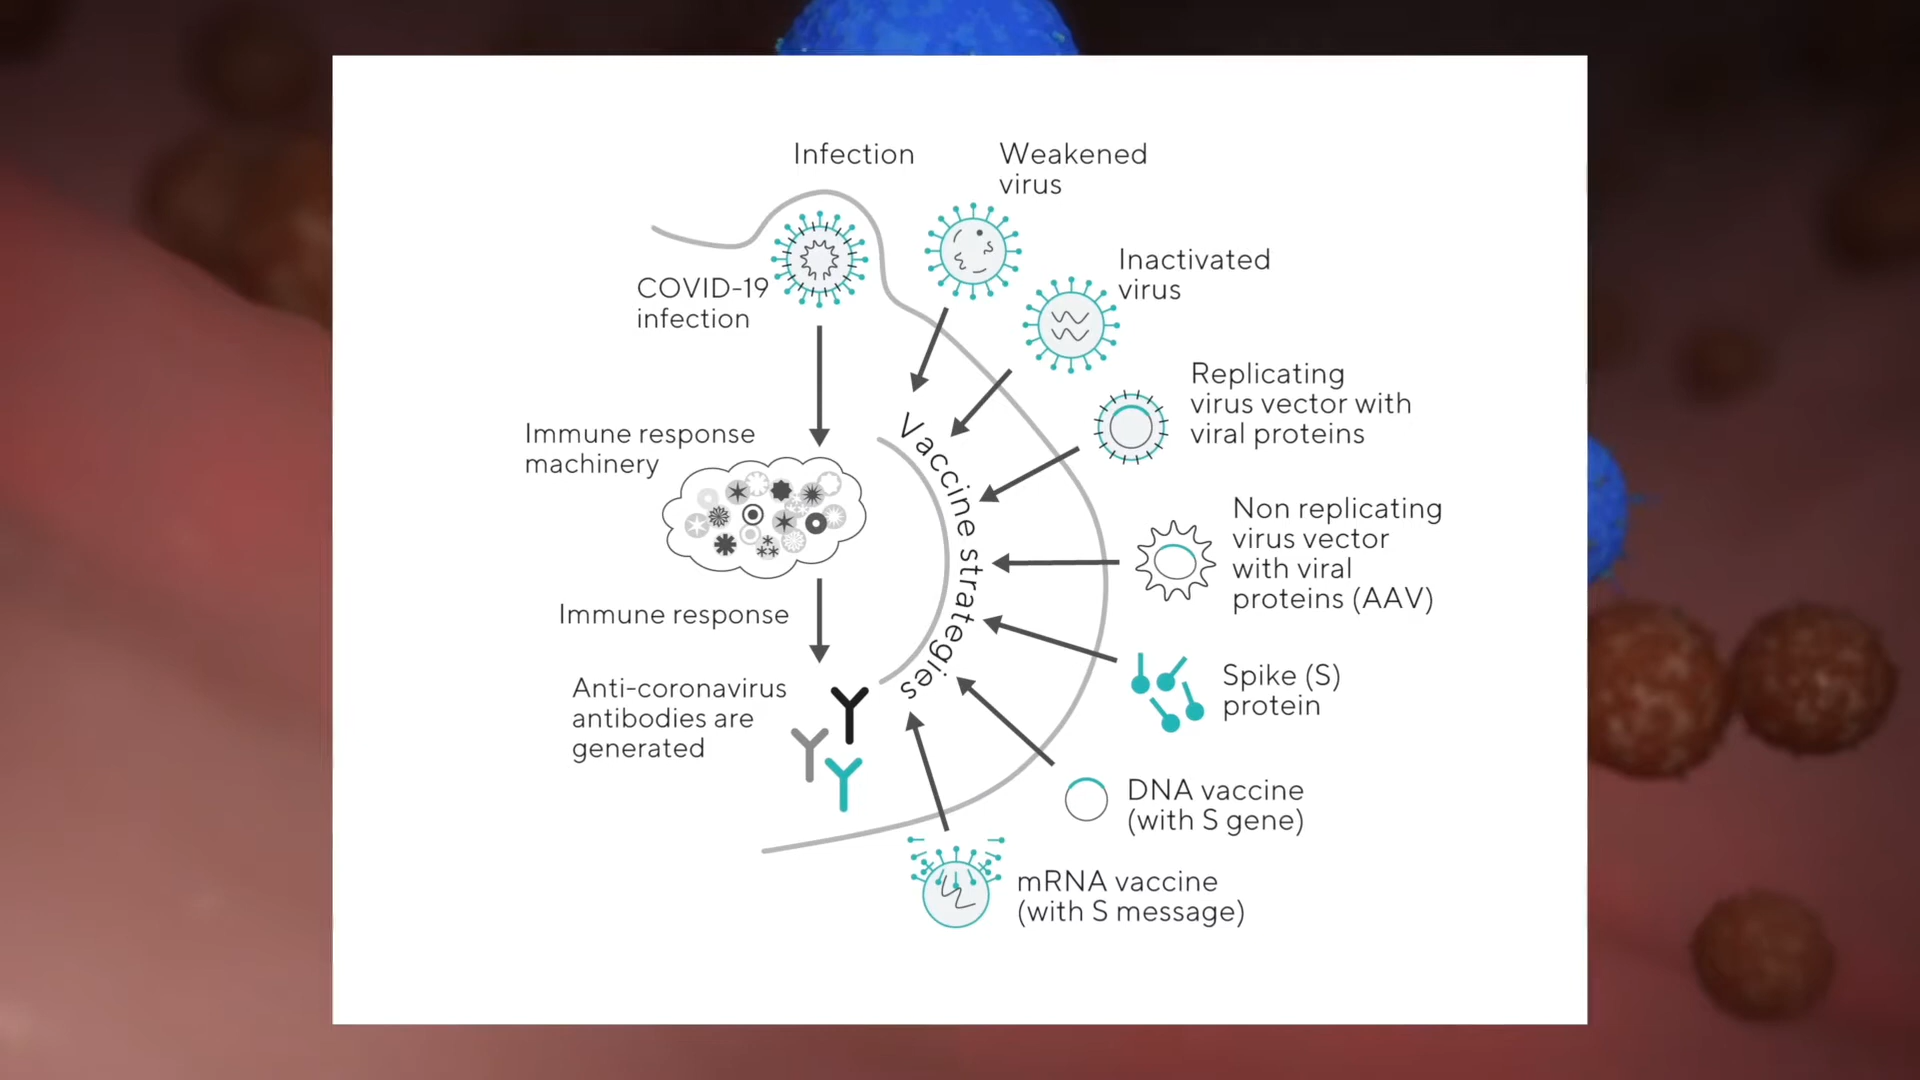 Infection
Weakened
virus
Inactivated
virus
COVID-19
infection
Replicating
virus vector with
viral proteins
Immune response
machinery
Vaccine strategies
Non replicating
virus vector
with viral
proteins (AAV)
Immune response
Spike (S)
protein
Anti-coronavirus
antibodies are
generated
DNA vaccine
(with S gene)
mRNA vaccine
(with S message)